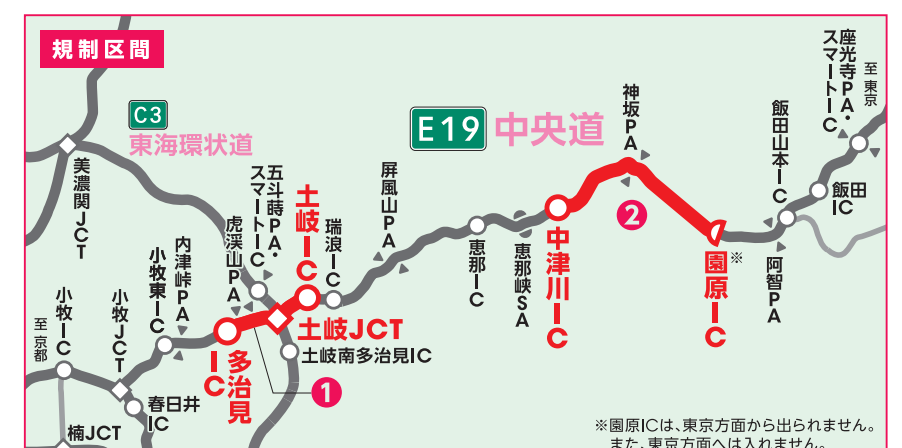 規制区間
C3
東海環状道
E19 中央道
美濃関JCT
小牧IC
至 京都
小牧JCT
小牧東IC
内津峠PA
虎渓山PA
五斗蒔PA・
スマートIC
土岐IC
瑞浪IC
屏風山PA
恵那IC
恵那峡SA
中津川IC
神坂PA
園原IC
※
阿智PA
飯田山本IC
飯田
IC
座光寺PA・
スマートIC
至 東京
多治見
IC
土岐JCT
土岐南多治見IC
春日井
IC
楠JCT
1
2
※園原ICは、東京方面から出られません。
また、東京方面へは入れません。